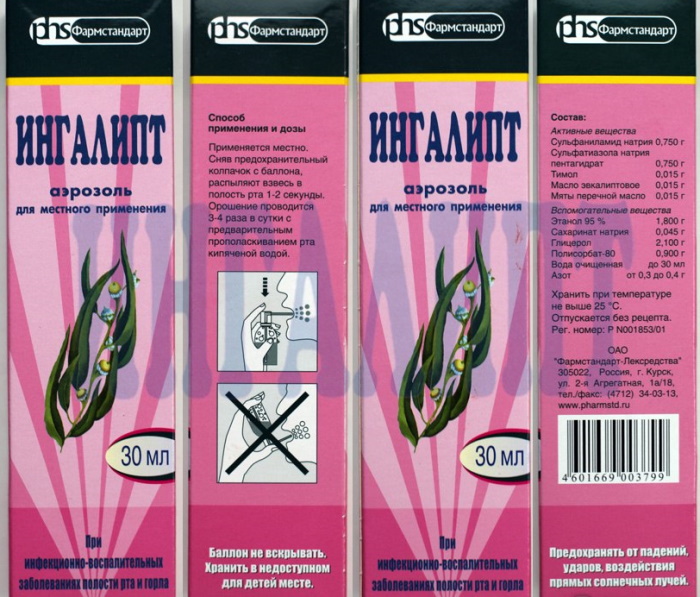 phs Фармстандарт
ИНГАЛИПТ
аэрозоль
для местного применения
30 мл
При
инфекционно-воспалительных
заболеваниях полости рта и горла
phs Фармстандарт
Способ
применения и дозы
Применяется местно.
Сняв предохранительный
колпачок с баллона,
распыляют взвесь в
полость рта 1-2 секунды.
Орошение проводится
3-4 раза в сутки с
предварительным
прополаскиванием рта
кипяченой водой.
Баллон не вскрывать.
Хранить в недоступном
для детей месте.
phs Фармстандарт
ИНГАЛИПТ
аэрозоль
для местного применения
30 мл
При
инфекционно-воспалительных
заболеваниях полости рта и горла
phs Фармстандарт
Состав:
Активные вещества
Сульфаниламид натрия 0,750 г
Сульфатиазола натрия
пентагидрат 0,750 г
Тимол 0,015 г
Масло эвкалиптовое 0,015 г
Мяты перечной масло 0,015 г
Вспомогательные вещества
Этанол 95 % 1,800 г
Сахаринат натрия 0,045 г
Глицерол 2,100 г
Полисорбат-80 0,900 г
Вода очищенная до 30 мл
Азот от 0,3 до 0,4 г
Хранить при температуре
не выше 25 °С.
Отпускается без рецепта.
Рег. номер: Р N001853/01
ОАО
"Фармстандарт-Лексредства"
305022, Россия, г. Курск,
ул. 2-я Агрегатная, 1а/18,
тел./факс: (4712) 34-03-13,
www.pharmstd.ru
4 601669 003799
Предохранять от падений,
ударов, воздействия
прямых солнечных лучей.
ИНГАЛИПТ